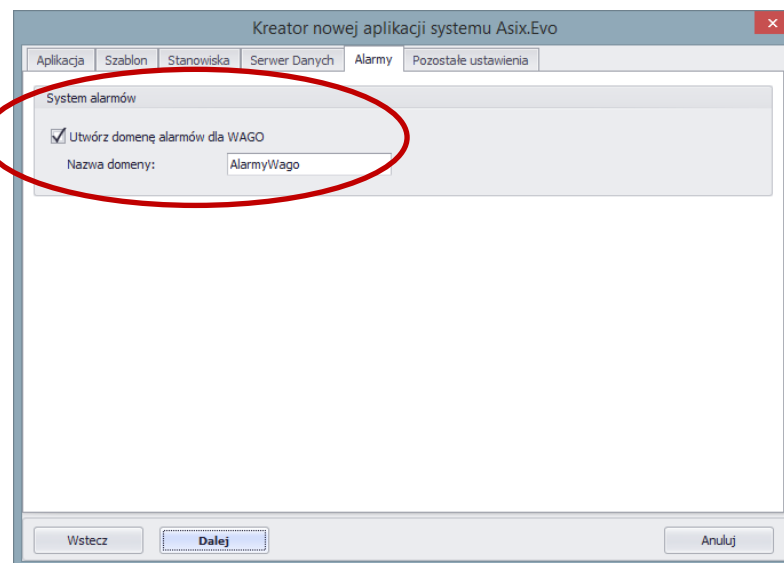 Kreator nowej aplikacji systemu Asix.Evo
Aplikacja Szablon Stanowiska Serwer Danych Alarmy Pozostałe ustawienia
System alarmów
Utwórz domenę alarmów dla WAGO
Nazwa domeny: AlarmyWago
Wstecz Dalej Anuluj